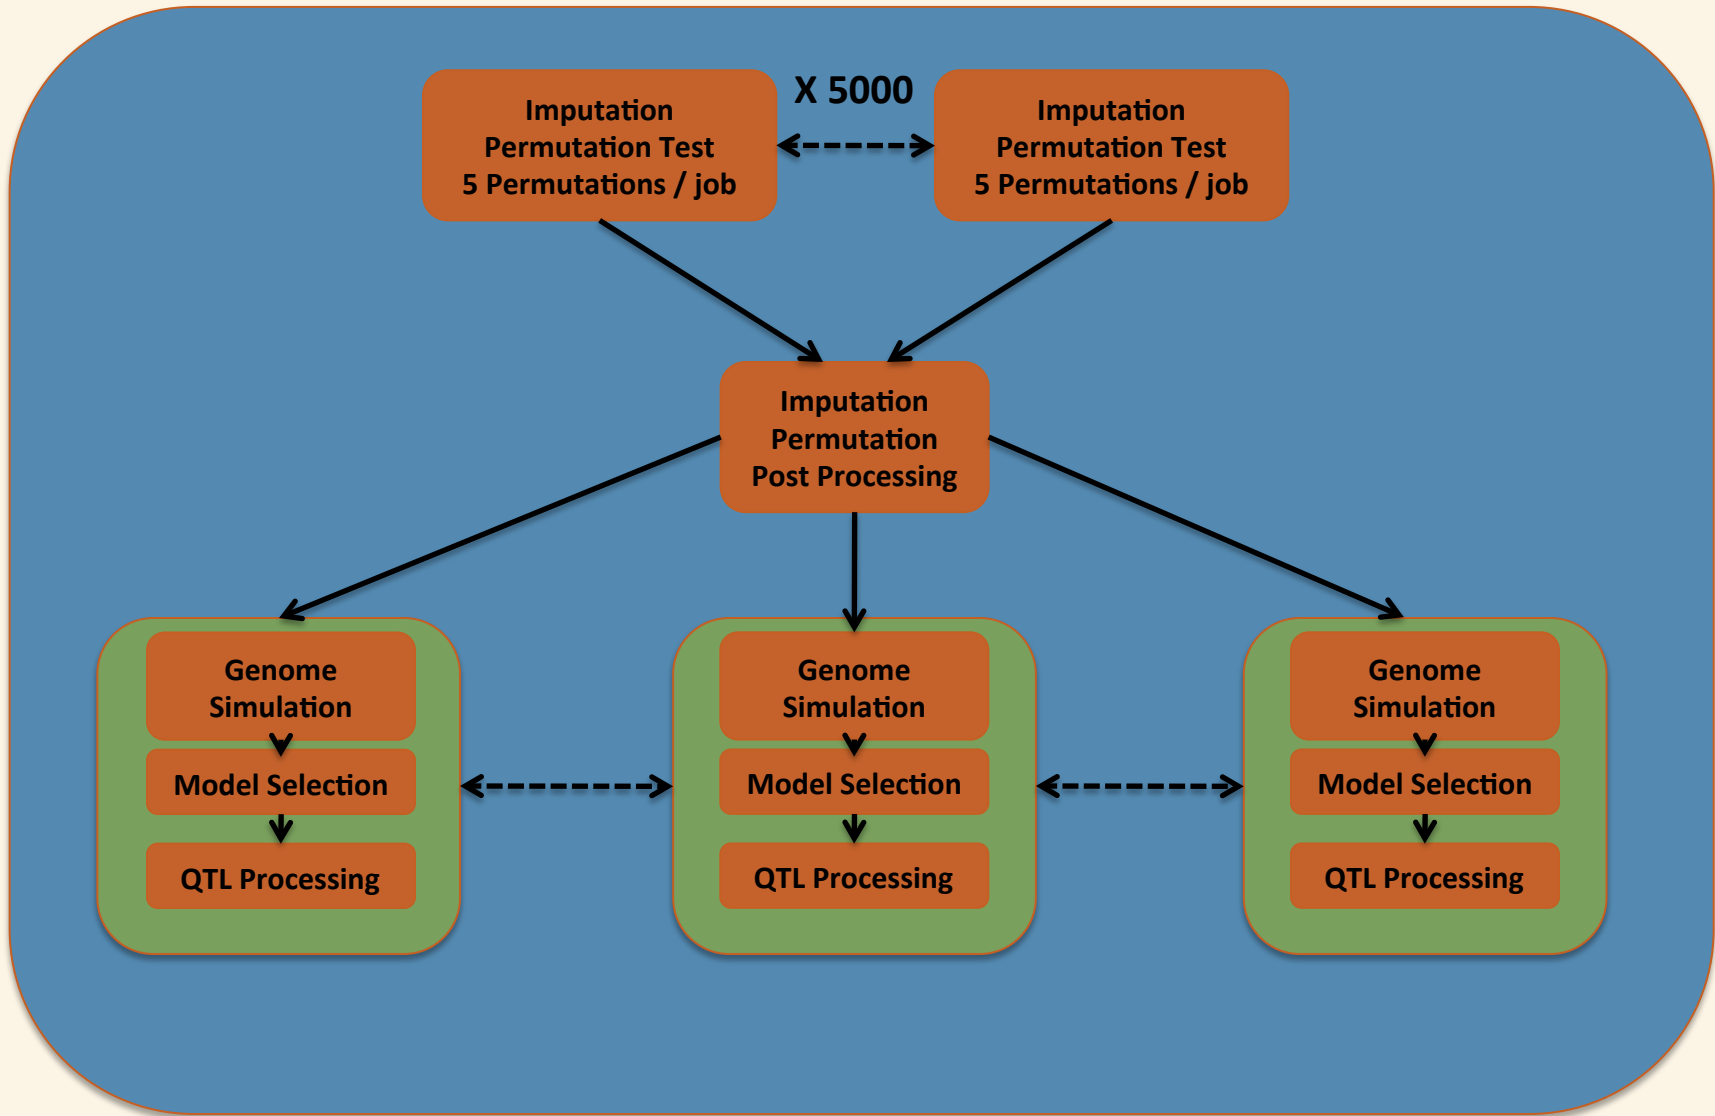 Imputation
Permutation Test
5 Permutations / job
X 5000
Imputation
Permutation Test
5 Permutations / job
Imputation
Permutation
Post Processing
Genome
Simulation
Model Selection
QTL Processing
Genome
Simulation
Model Selection
QTL Processing
Genome
Simulation
Model Selection
QTL Processing